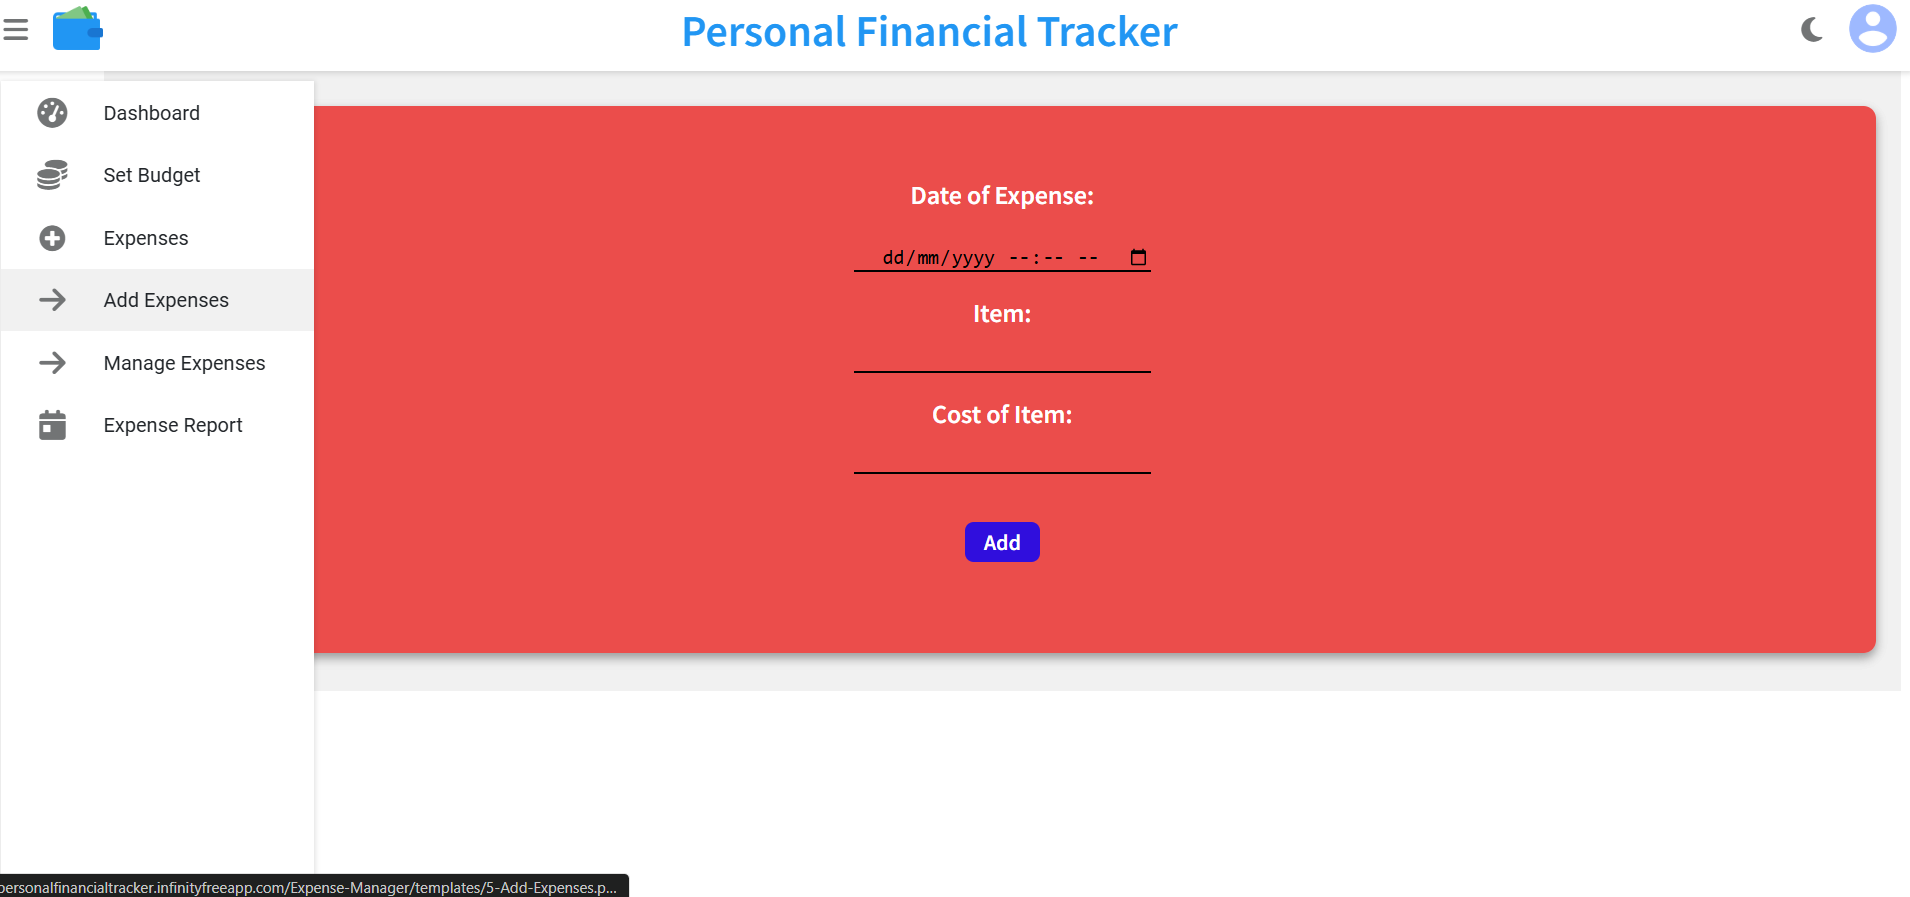 Personal Financial Tracker
Dashboard
Set Budget
Expenses
Add Expenses
Manage Expenses
Expense Report
Date of Expense:
dd/mm/yyyy --:-- --
Item:
Cost of Item:
Add
personalfinancialtracker.infinityfreeapp.com/Expense-Manager/templates/5-Add-Expenses.p...